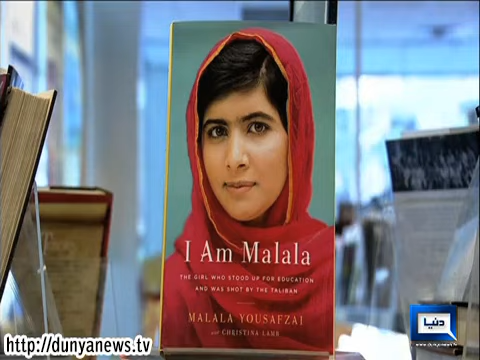 I Am Malala
THE GIRL WHO STOOD UP FOR EDUCATION
AND WAS SHOT BY THE TALIBAN
MALALA YOUSAFZAI
WITH CHRISTINA LAMB
دنیا
http://dunyanews.tv